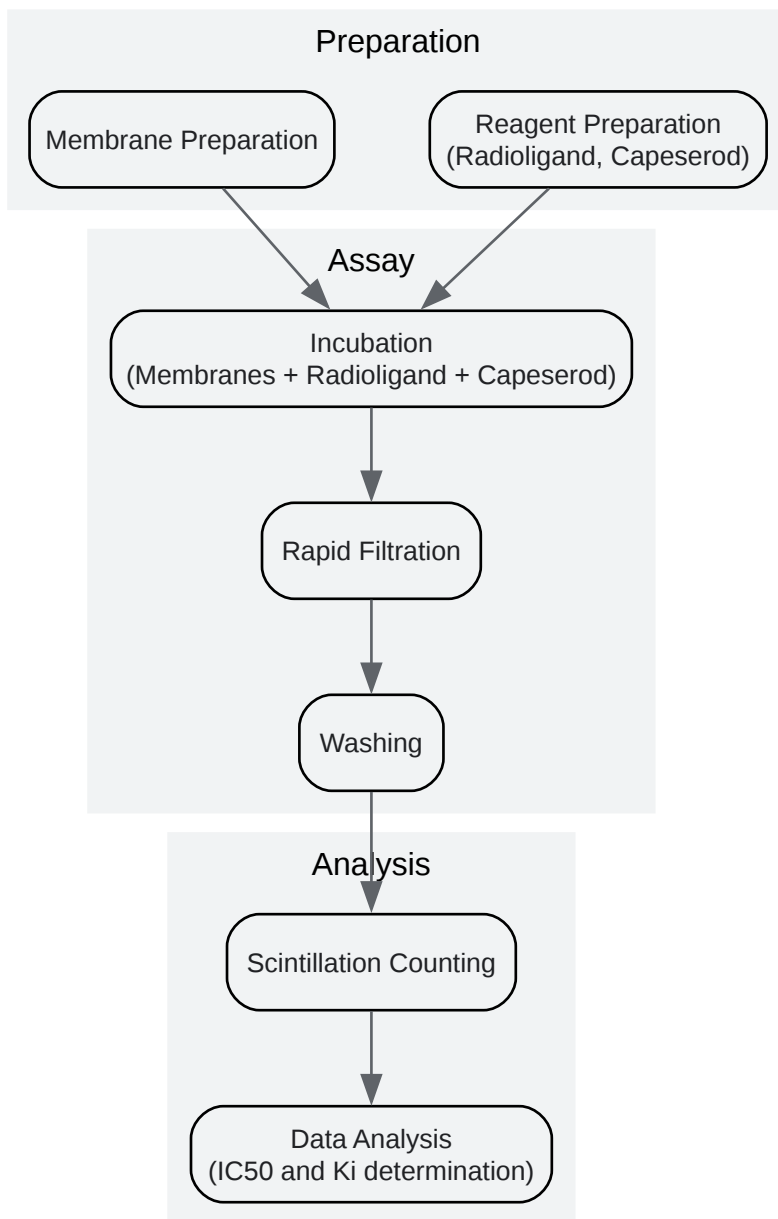 Preparation
Membrane Preparation
Reagent Preparation
(Radioligand, Capeserod)
Assay
Incubation
(Membranes + Radioligand + Capeserod)
Rapid Filtration
Washing
Analysis
Scintillation Counting
Data Analysis
(IC50 and Ki determination)